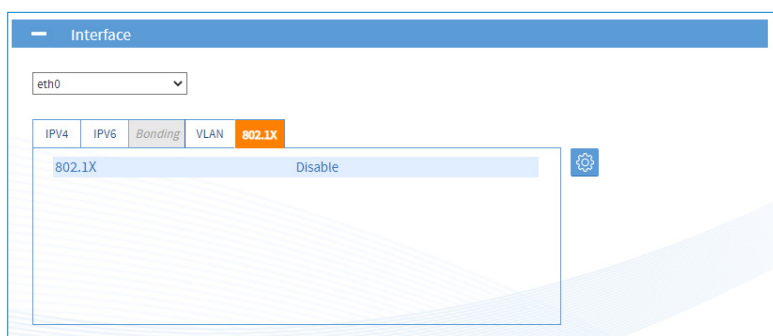 Interface
eth0
IPV4 IPV6 Bonding VLAN 802.1X
802.1X Disable